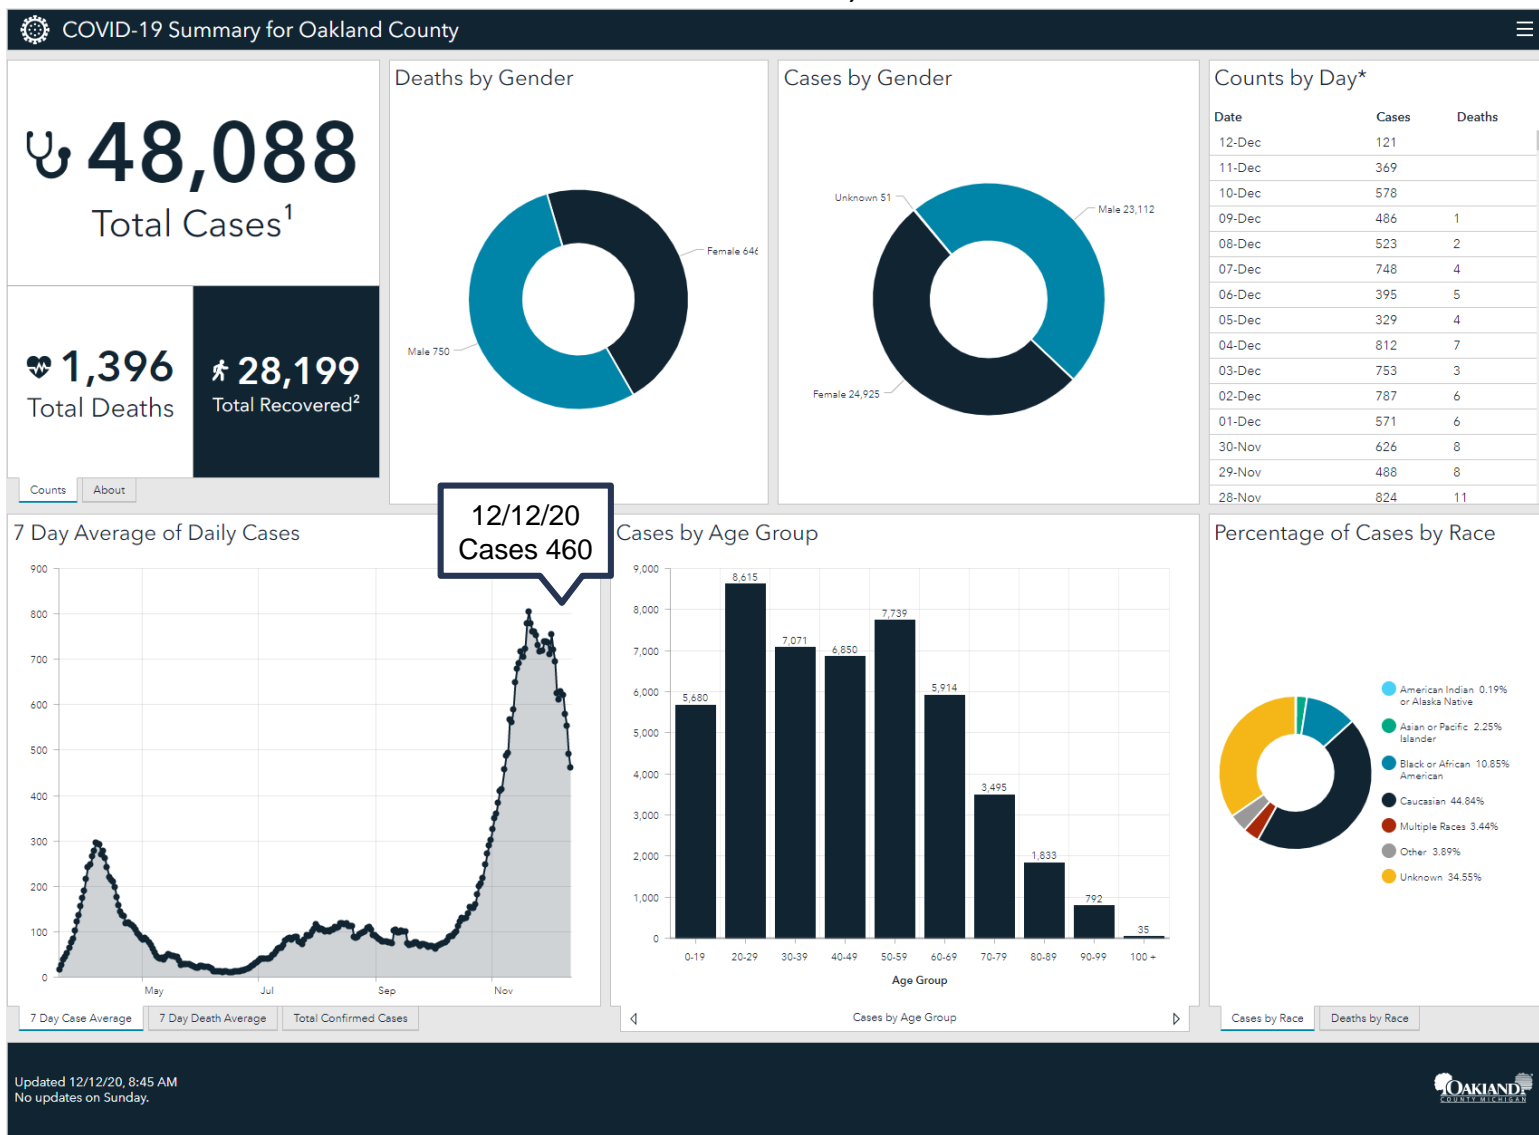 COVID-19 Summary for Oakland County
48,088
Total Cases¹
1,396
Total Deaths
28,199
Total Recovered²
Counts
About
Deaths by Gender
Female 646
Male 750
Cases by Gender
Unknown 51
Male 23,112
Female 24,925
Counts by Day*
Date Cases Deaths
12-Dec 121
11-Dec 369
10-Dec 578
09-Dec 486 1
08-Dec 523 2
07-Dec 748 4
06-Dec 395 5
05-Dec 329 4
04-Dec 812 7
03-Dec 753 3
02-Dec 787 6
01-Dec 571 6
30-Nov 626 8
29-Nov 488 8
28-Nov 824 11
7 Day Average of Daily Cases
12/12/20
Cases 460
900
800
700
600
500
400
300
200
100
0
May Jul Sep Nov
7 Day Case Average
7 Day Death Average
Total Confirmed Cases
Cases by Age Group
9,000
8,000
7,000
6,000
5,000
4,000
3,000
2,000
1,000
0
5,680
8,615
7,071
6,850
7,739
5,914
3,495
1,833
792
35
0-19 20-29 30-39 40-49 50-59 60-69 70-79 80-89 90-99 100 +
Age Group
Cases by Age Group
Percentage of Cases by Race
American Indian 0.19%
or Alaska Native
Asian or Pacific 2.25%
Islander
Black or African 10.85%
American
Caucasian 44.84%
Multiple Races 3.44%
Other 3.89%
Unknown 34.55%
Cases by Race
Deaths by Race
Updated 12/12/20, 8:45 AM
No updates on Sunday.
OAKLAND
COUNTY MICHIGAN